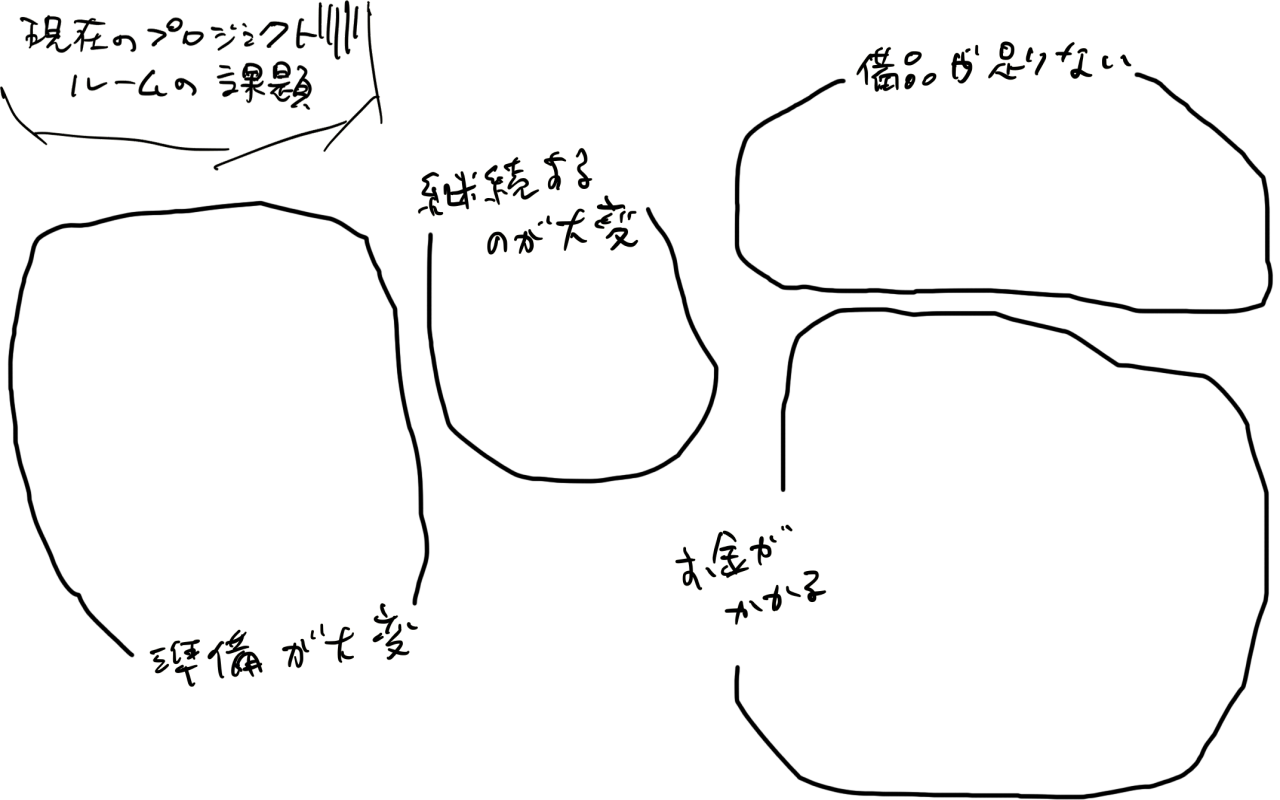 現在のプロジェクト
ルームの課題
備品が足りない
継続する
のが大変
お金が
かかる
準備が大変